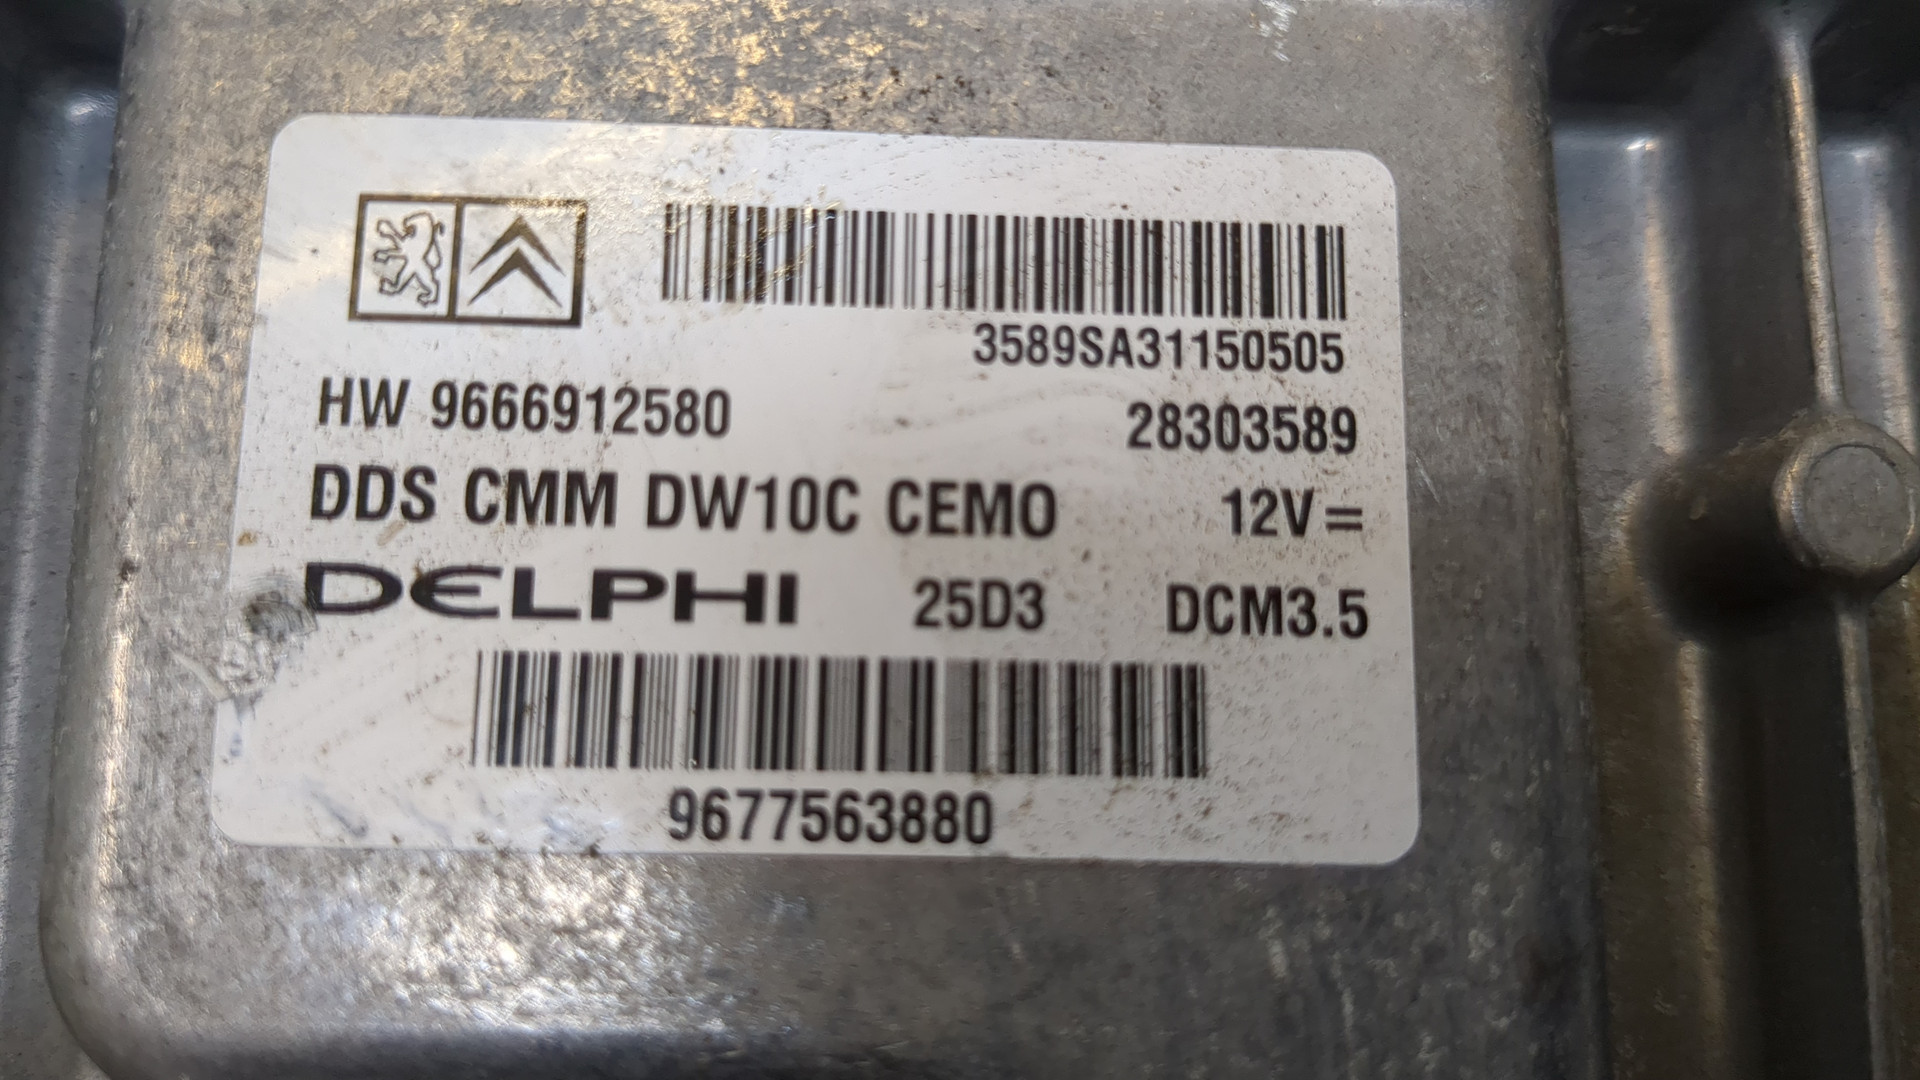 3589SA31150505
HW 9666912580 28303589
DDS CMM DW10C CEMO 12V=
DELPHI 25D3 DCM3.5
9677563880